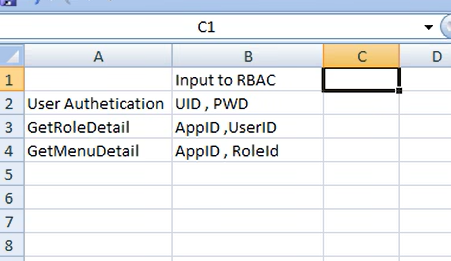 C1
A B C D
1 Input to RBAC
2 User Authetication UID , PWD
3 GetRoleDetail AppID ,UserID
4 GetMenuDetail AppID , RoleId
5
6
7
8